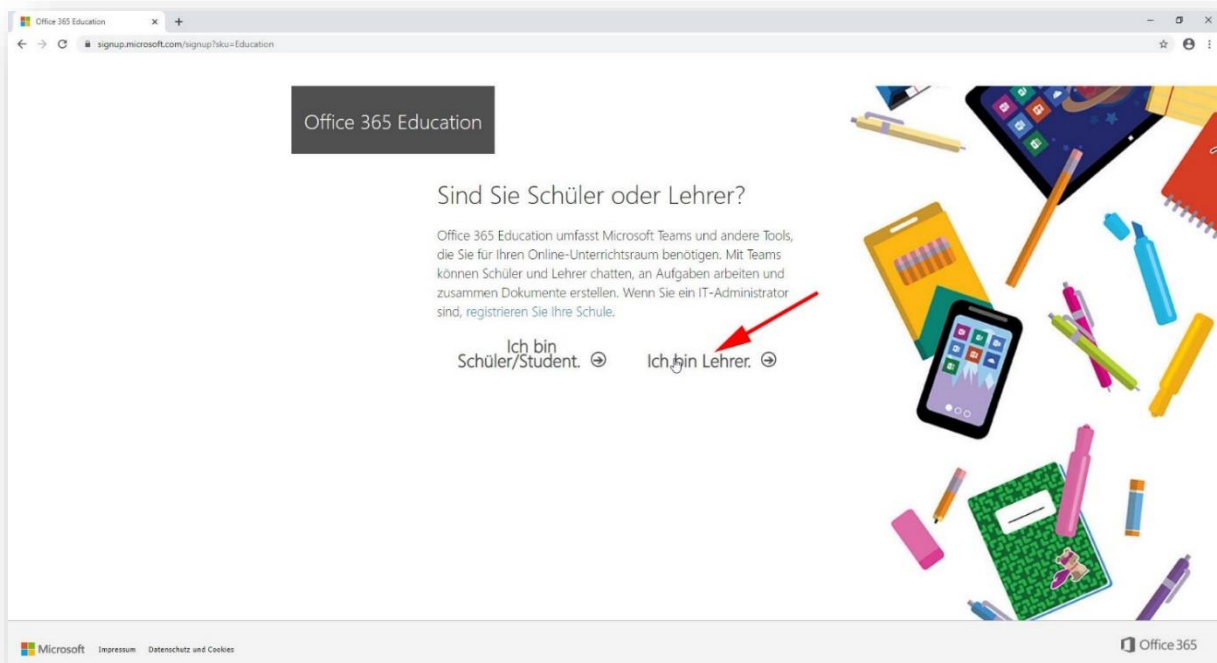 Office 365 Education
signup.microsoft.com/signup?sku=Education
Office 365 Education
Sind Sie Schüler oder Lehrer?
Office 365 Education umfasst Microsoft Teams und andere Tools,
die Sie für Ihren Online-Unterrichtsraum benötigen. Mit Teams
können Schüler und Lehrer chatten, an Aufgaben arbeiten und
zusammen Dokumente erstellen. Wenn Sie ein IT-Administrator
sind, registrieren Sie Ihre Schule.
Ich bin
Schüler/Student.
Ich bin Lehrer.
Microsoft Impressum Datenschutz und Cookies
Office 365